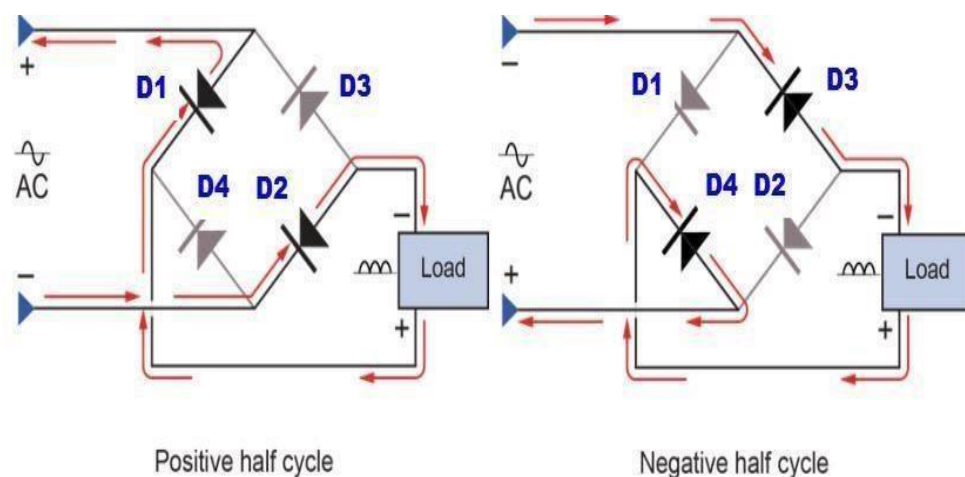 +
D1
D3
AC
D4
D2
−
−
Load
+
Positive half cycle
−
D1
D3
AC
D4
D2
−
+
Load
+
Negative half cycle